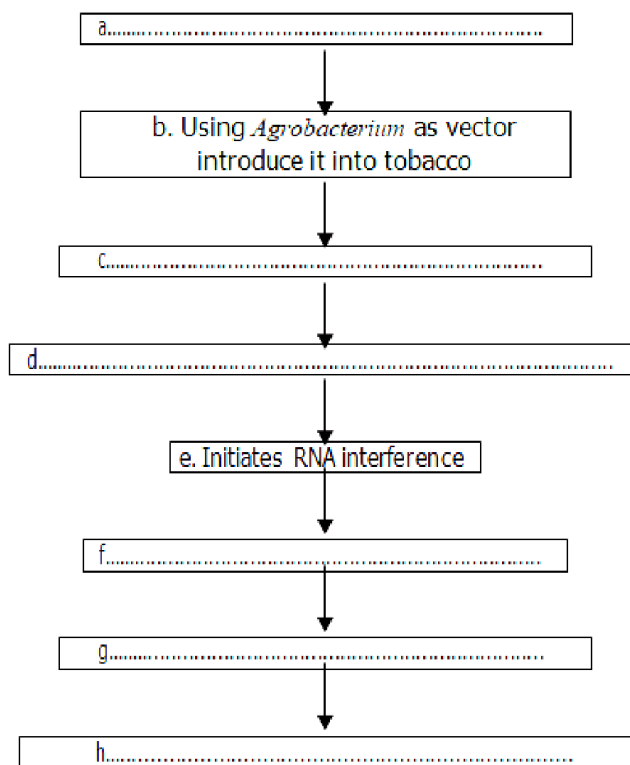 a......................................................................
b. Using Agrobacterium as vector
introduce it into tobacco
c......................................................................
d....................................................................................
e. Initiates RNA interference
f......................................................................
g......................................................................
h..........................................................................